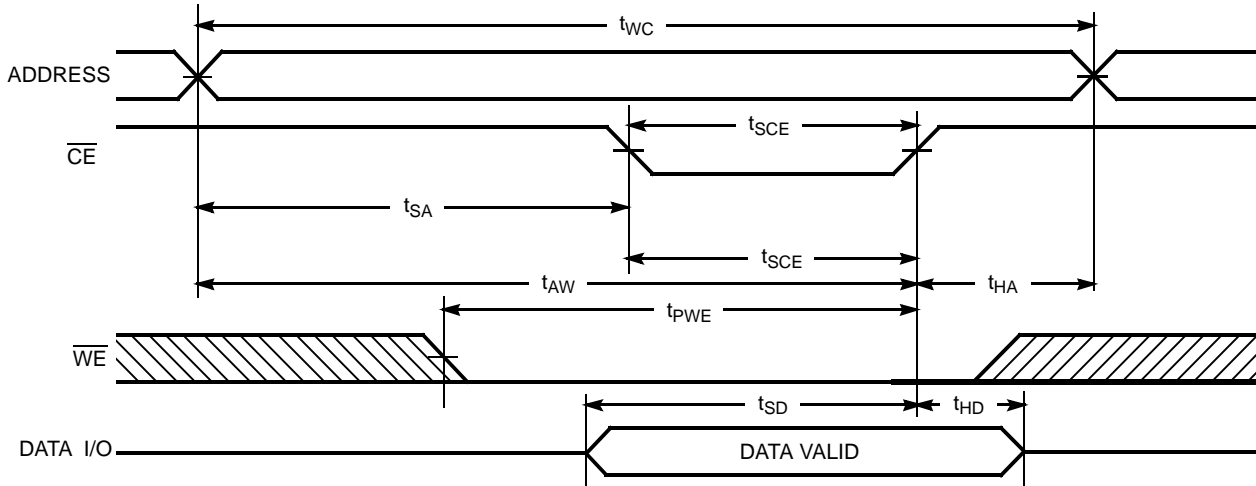 tWC
ADDRESS
tSCE
CE
tSA
tSCE
tAW
tHA
tPWE
WE
tSD
tHD
DATA I/O
DATA VALID